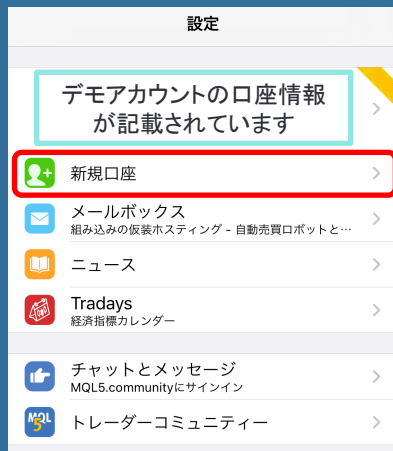 設定
デモアカウントの口座情報
が記載されています
新規口座
メールボックス
組み込みの仮装ホスティング - 自動売買ロボットと…
ニュース
Tradays
経済指標カレンダー
チャットとメッセージ
MQL5.communityにサインイン
MQL
5
トレーダーコミュニティー